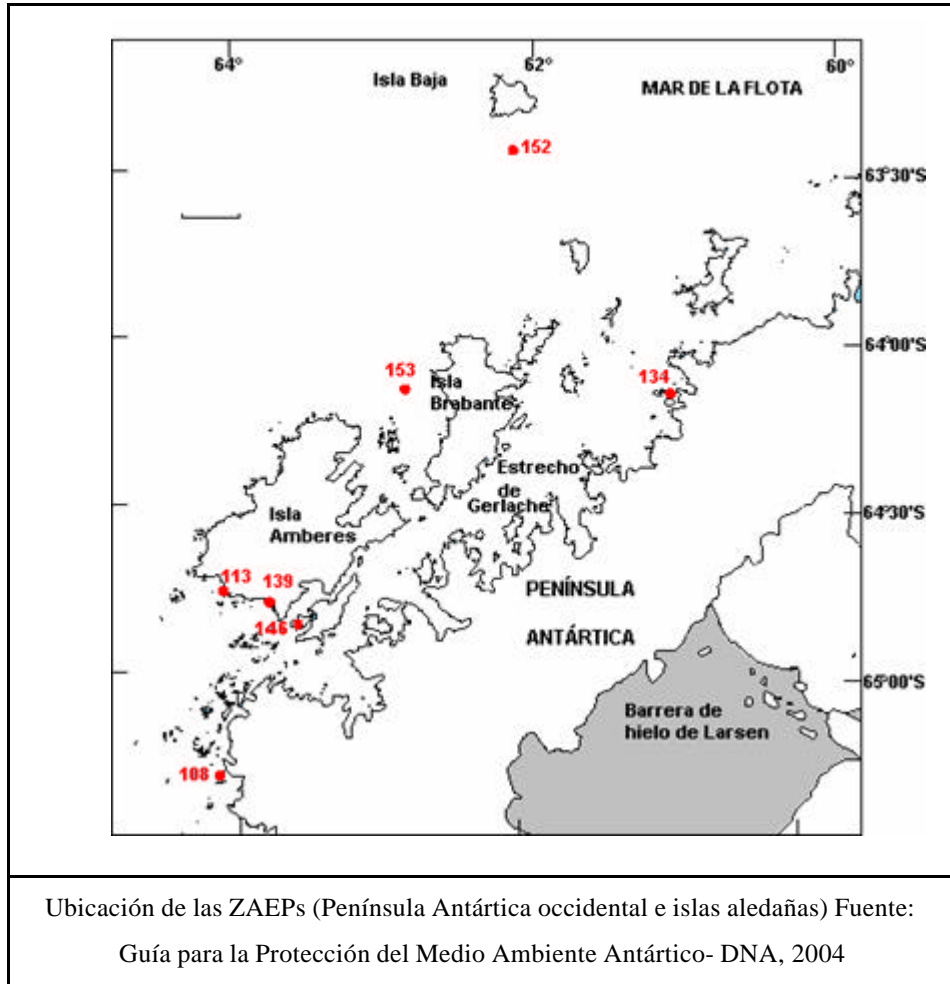 64°
62°
60°
Isla Baja
MAR DE LA FLOTA
152
63°30'S
64°00'S
153
134
Isla
Brabante
Estrecho
de
Gerlache
Isla
Amberes
64°30'S
113
139
PENÍNSULA
146
ANTÁRTICA
65°00'S
Barrera de
hielo de Larsen
108
Ubicación de las ZAEPs (Península Antártica occidental e islas aledañas) Fuente:
Guía para la Protección del Medio Ambiente Antártico- DNA, 2004